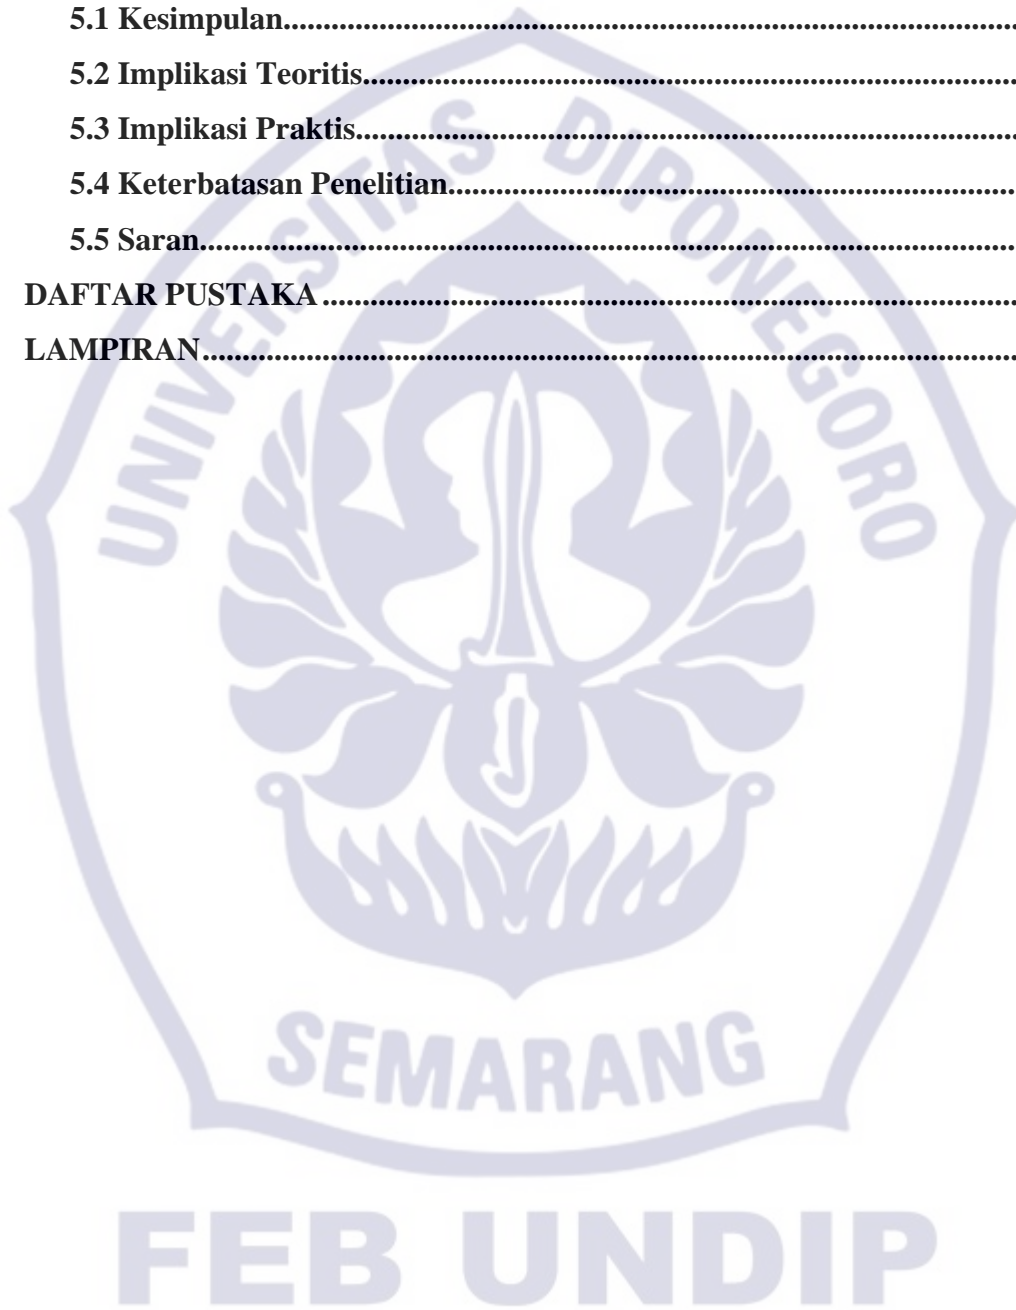 5.1 Kesimpulan........................................................................................................
5.2 Implikasi Teoritis..............................................................................................
5.3 Implikasi Praktis...............................................................................................
5.4 Keterbatasan Penelitian...................................................................................
5.5 Saran..................................................................................................................
DAFTAR PUSTAKA .............................................................................................
LAMPIRAN............................................................................................................
UNIVERSITAS DIPONEGORO
SEMARANG
FEB UNDIP